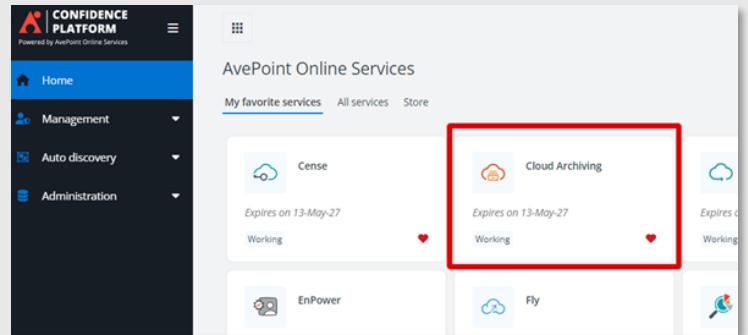 CONFIDENCE
PLATFORM
Powered by AvePoint Online Services
Home
Management
Auto discovery
Administration
AvePoint Online Services
My favorite services All services Store
Cense
Expires on 13-May-27
Working
Cloud Archiving
Expires on 13-May-27
Working
Expires
Working
EnPower
Fly